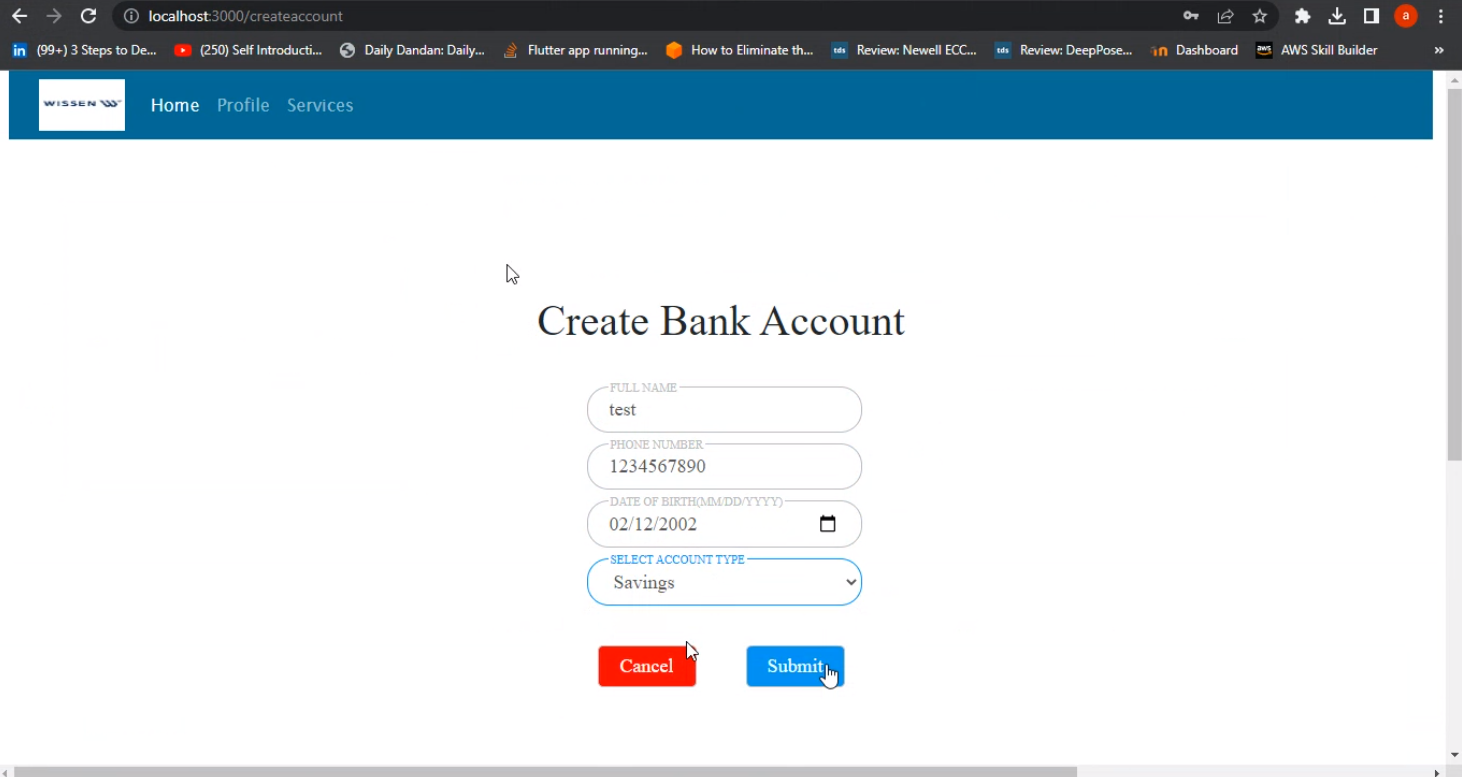 localhost:3000/createaccount
a
(99+) 3 Steps to De...
(250) Self Introducti...
Daily Dandan: Daily,...
Flutter app running...
How to Eliminate th...
tds
Review: Newell ECC...
tds
Review: DeepPose...
Dashboard
aws
AWS Skill Builder
»
WISSEN
Home
Profile
Services
Create Bank Account
FULL NAME
test
PHONE NUMBER
1234567890
DATE OF BIRTH(MM/DD/YYYY)
02/12/2002
SELECT ACCOUNT TYPE
Savings
Cancel
Submit